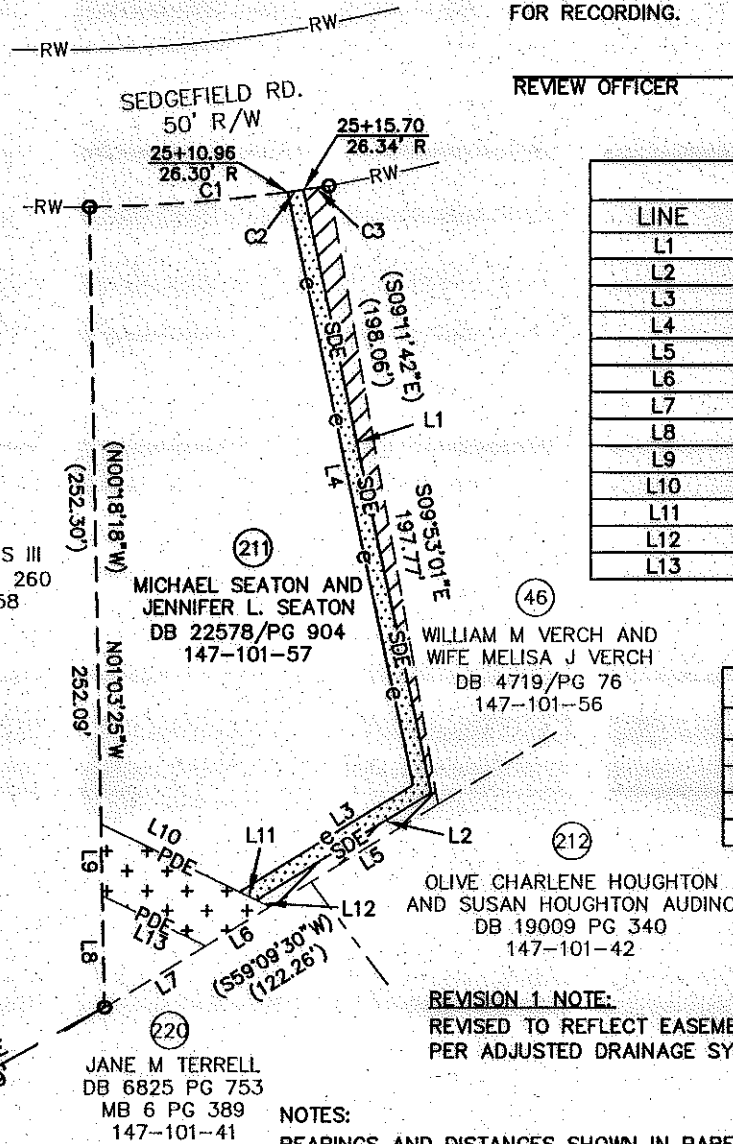 FOR RECORDING.
RW
RW
SEDGEFIELD RD.
50' R/W
REVIEW OFFICER
25+15.70
26.34' R
25+10.96
26.30' R
C1
RW
RW
C2
C3
LINE
L1
L2
L3
L4
L5
L6
L7
L8
L9
L10
L11
L12
L13
(S09°11'42"E)
(198.06')
e
SDE
e
L1
L4
SDE
e
S09°53'01"E
197.77'
SDE
e
(N00°18'18"W)
(252.30')
N01°03'25"W
252.09'
S III
260
58
211
MICHAEL SEATON AND
JENNIFER L. SEATON
DB 22578/PG 904
147-101-57
46
WILLIAM M VERCH AND
WIFE MELISA J VERCH
DB 4719/PG 76
147-101-56
L10
PDE
L11
L3
e
SDE
L5
L2
L9
PDE
L13
L12
L6
L8
L7
(S59°09'30"W)
(122.26')
212
OLIVE CHARLENE HOUGHTON
AND SUSAN HOUGHTON AUDINO
DB 19009 PG 340
147-101-42
REVISION 1 NOTE:
REVISED TO REFLECT EASEME
PER ADJUSTED DRAINAGE SY
220
JANE M TERRELL
DB 6825 PG 753
MB 6 PG 389
147-101-41
NOTES: